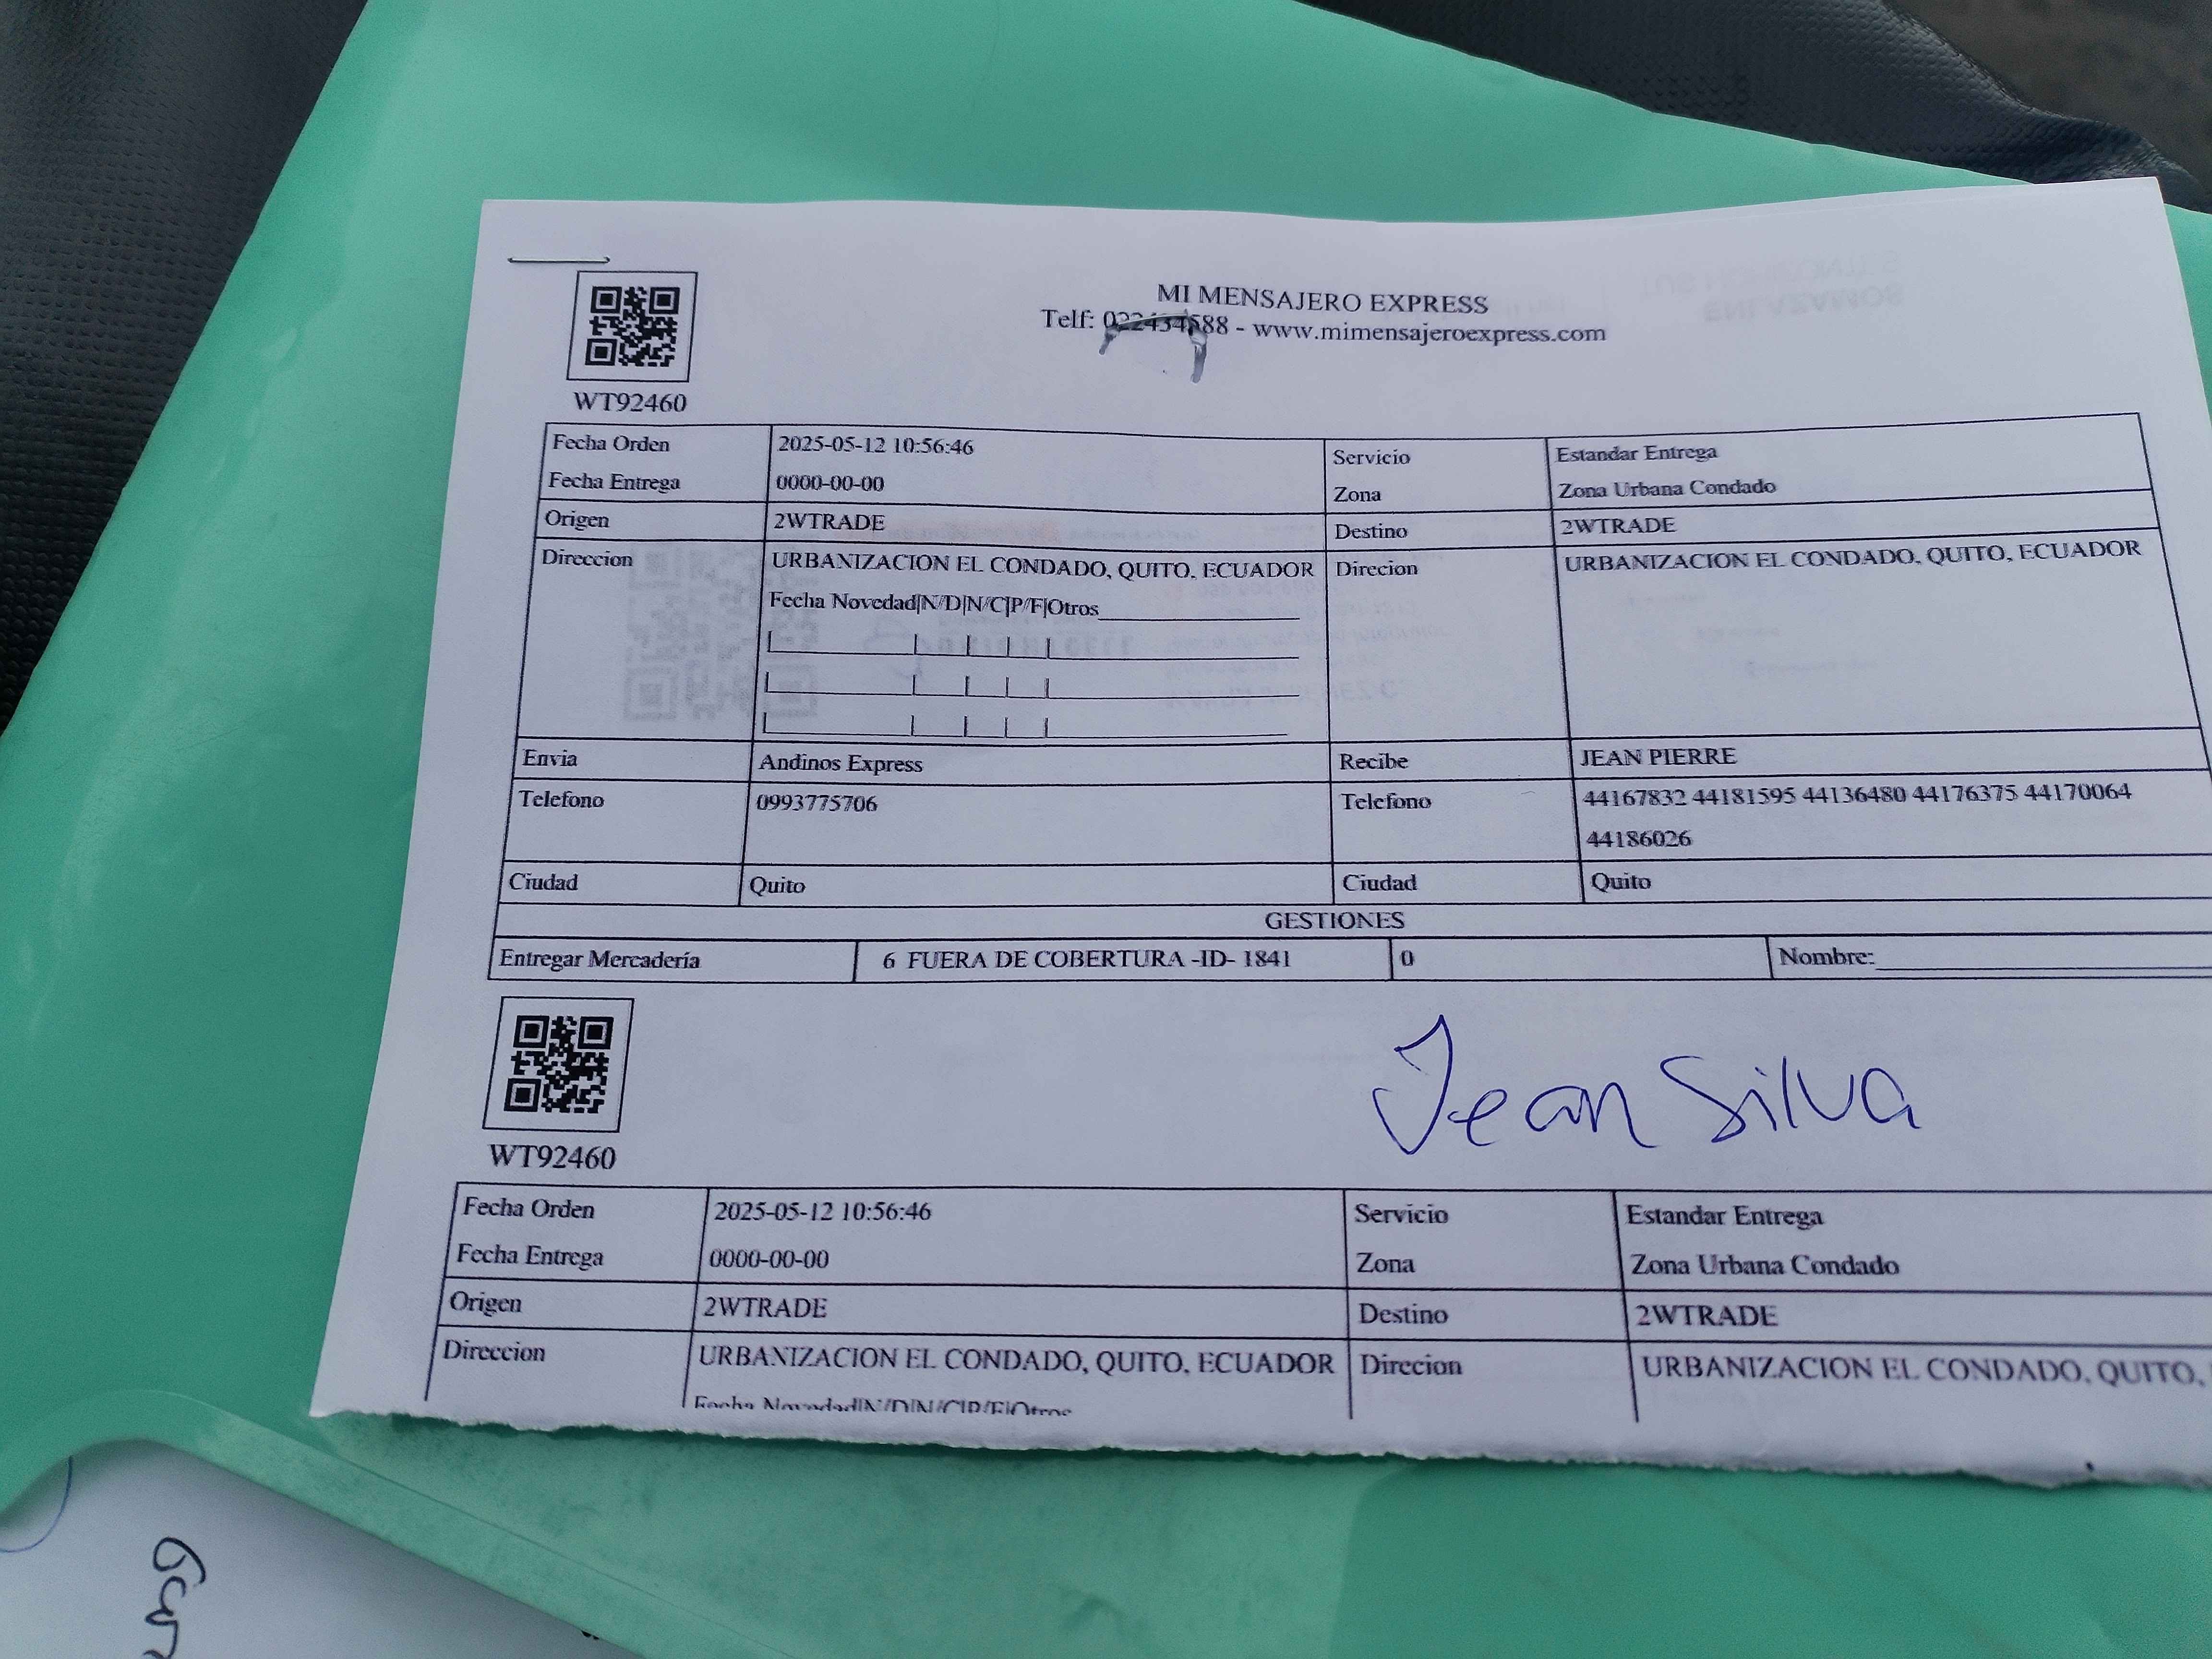 MI MENSAJERO EXPRESS
Telf: 022434588 - www.mimensajeroexpress.com
WT92460
Fecha Orden 2025-05-12 10:56:46 Servicio Estandar Entrega
Fecha Entrega 0000-00-00 Zona Zona Urbana Condado
Origen 2WTRADE Destino 2WTRADE
Direccion URBANIZACION EL CONDADO, QUITO, ECUADOR Direcion URBANIZACION EL CONDADO, QUITO, ECUADOR
Fecha Novedad|N/D|N/C|P/F|Otros
Envia Andinos Express Recibe JEAN PIERRE
Telefono 0993775706 Telefono 44167832 44181595 44136480 44176375 44170064
44186026
Ciudad Quito Ciudad Quito
GESTIONES
Entregar Mercadería 6 FUERA DE COBERTURA -ID- 1841 0 Nombre:
Jean Silva
WT92460
Fecha Orden 2025-05-12 10:56:46 Servicio Estandar Entrega
Fecha Entrega 0000-00-00 Zona Zona Urbana Condado
Origen 2WTRADE Destino 2WTRADE
Direccion URBANIZACION EL CONDADO, QUITO, ECUADOR Direcion URBANIZACION EL CONDADO, QUITO,
Fecha Novedad|N/D|N/C|P/F|Otros